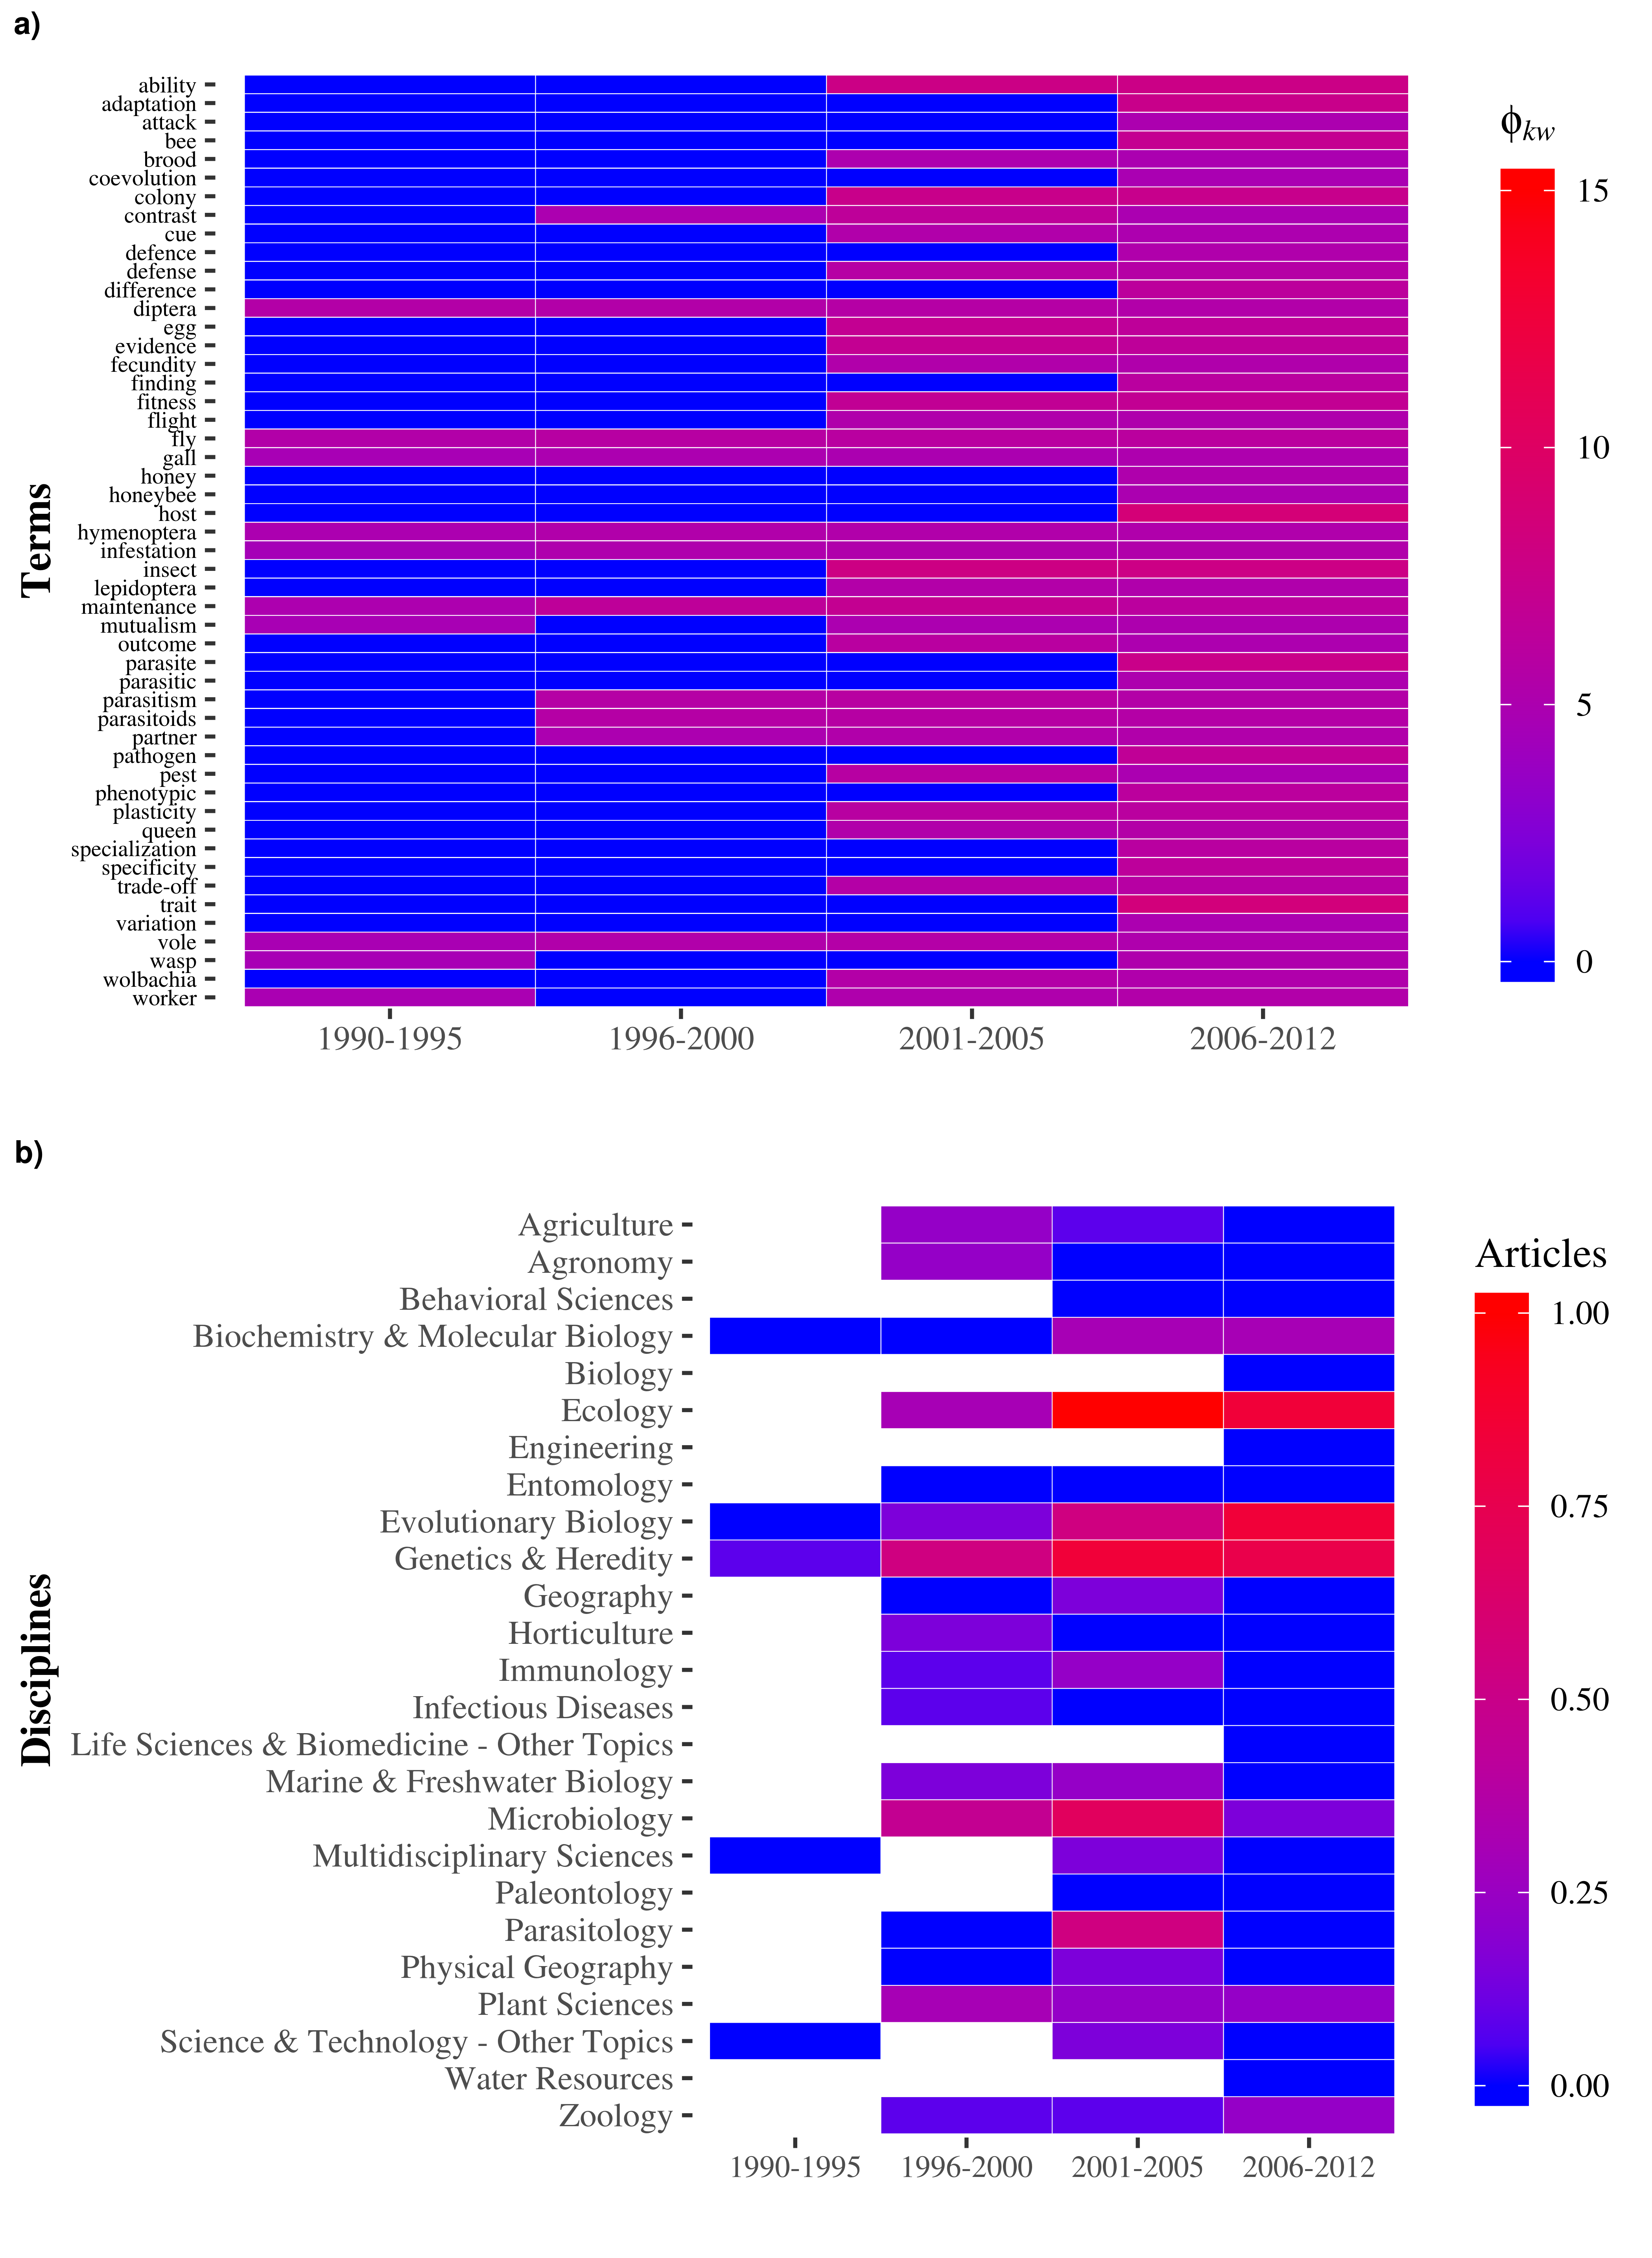 a)
Terms
ability
adaptation
attack
bee
brood
coevolution
colony
contrast
cue
defence
defense
difference
diptera
egg
evidence
fecundity
finding
fitness
flight
fly
gall
honey
honeybee
host
hymenoptera
infestation
insect
lepidoptera
maintenance
mutualism
outcome
parasite
parasitic
parasitism
parasitoids
partner
pathogen
pest
phenotypic
plasticity
queen
specialization
specificity
trade-off
trait
variation
vole
wasp
wolbachia
worker
1990-1995 1996-2000 2001-2005 2006-2012
ϕkw
15
10
5
0
b)
Disciplines
Agriculture
Agronomy
Behavioral Sciences
Biochemistry & Molecular Biology
Biology
Ecology
Engineering
Entomology
Evolutionary Biology
Genetics & Heredity
Geography
Horticulture
Immunology
Infectious Diseases
Life Sciences & Biomedicine - Other Topics
Marine & Freshwater Biology
Microbiology
Multidisciplinary Sciences
Paleontology
Parasitology
Physical Geography
Plant Sciences
Science & Technology - Other Topics
Water Resources
Zoology
1990-1995 1996-2000 2001-2005 2006-2012
Articles
1.00
0.75
0.50
0.25
0.00